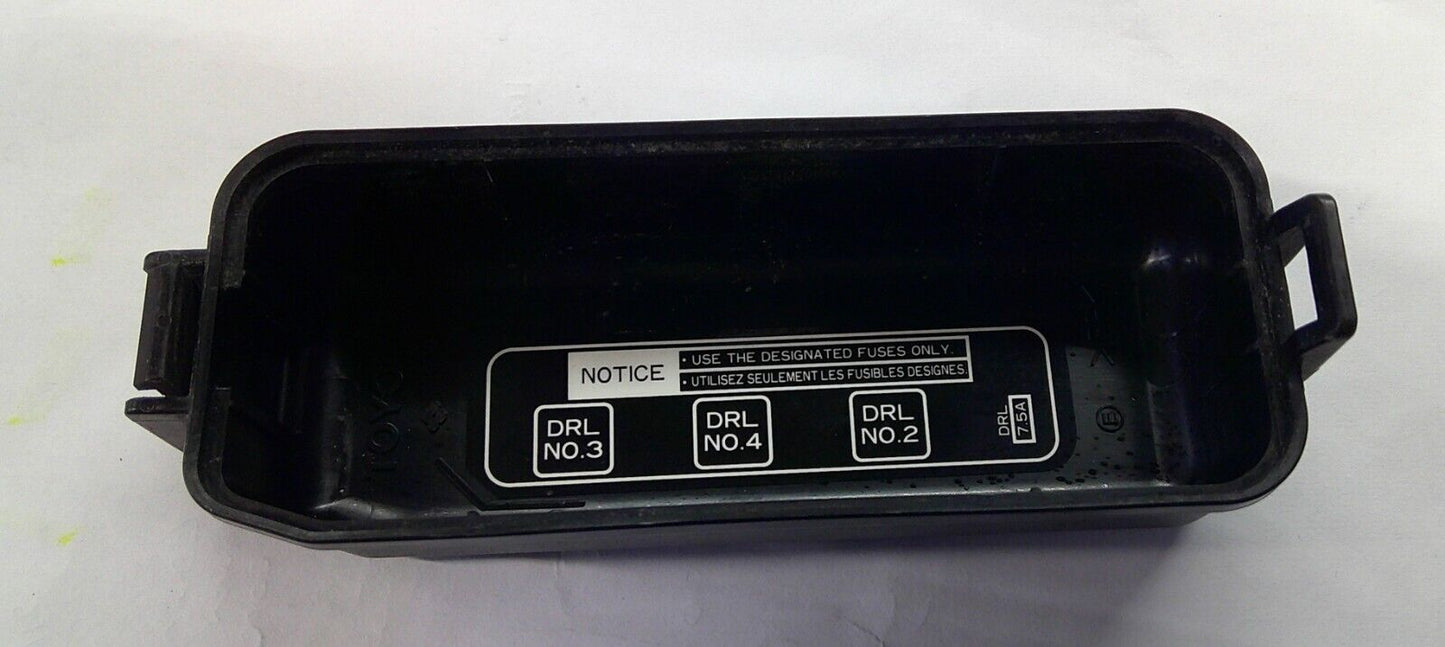 NOTICE
· USE THE DESIGNATED FUSES ONLY.
· UTILISEZ SEULEMENT LES FUSIBLES DESIGNES.
DRL
NO.3
DRL
NO.4
DRL
NO.2
DRL
7.5A
TOYO
E